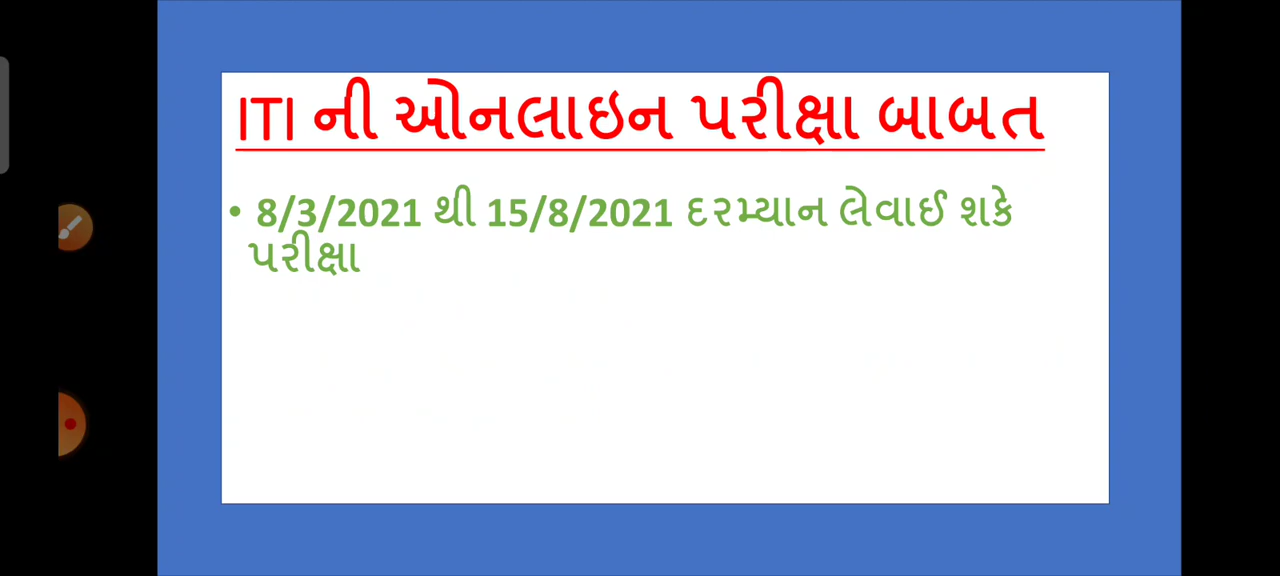 ITI ની ઓનલાઇન પરીક્ષા બાબત
• 8/3/2021 થી 15/8/2021 દરમ્યાન લેવાઈ શકે
પરીક્ષા